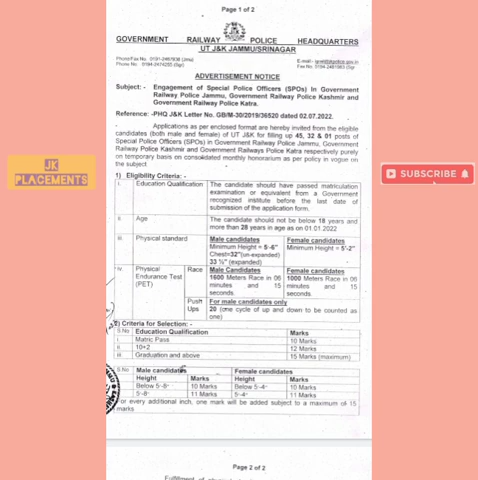 Page 1 of 2
GOVERNMENT RAILWAY POLICE HEADQUARTERS
UT J&K JAMMU/SRINAGAR
ADVERTISEMENT NOTICE
Subject: - Engagement of Special Police Officers (SPOs) in Government
Railway Police Jammu, Government Railway Police Kashmir and
Government Railway Police Katra.
Reference: -PHQ J&K Letter No. GB/M-30/2019/36520 dated 02.07.2022.
Applications as per enclosed format are hereby invited from the eligible
candidates (both male and female) of UT J&K for filling up 45, 32 & 01 posts of
Special Police Officers (SPOs) in Government Railway Police Jammu, Government
Railway Police Kashmir and Government Railways Police Katra respectively purely
on temporary basis on consolidated monthly honorarium as per policy in vogue on
the subject.
JK
PLACEMENTS
SUBSCRIBE
1) Eligibility Criteria: -
i. Education Qualification The candidate should have passed matriculation
examination or equivalent from a Government
recognized institute before the last date of
submission of the application form.
ii. Age The candidate should not be below 18 years and
more than 28 years in age as on 01.01.2022
iii. Physical standard Male candidates Female candidates
Minimum Height = 5'-6" Minimum Height = 5'-2"
Chest=32"(un-expanded)
33 ½" (expanded)
iv. Physical Endurance Test (PET) Race Male Candidates Female candidates
1600 Meters Race in 06 1000 Meters Race in 06
minutes and 15 minutes and 15
seconds. seconds
Push Ups For male candidates only
20 (one cycle of up and down to be counted as
one)
2) Criteria for Selection: -
S.No Education Qualification Marks
i. Matric Pass 10 Marks
ii. 10+2 12 Marks
iii. Graduation and above 15 Marks (maximum)
S.No Male candidates Female candidates
Height Marks Height Marks
Below 5'-8" 10 Marks Below 5'-4" 10 Marks
5'-8" 11 Marks 5'-4" 11 Marks
For every additional inch, one mark will be added subject to a maximum of 15
marks
Page 2 of 2